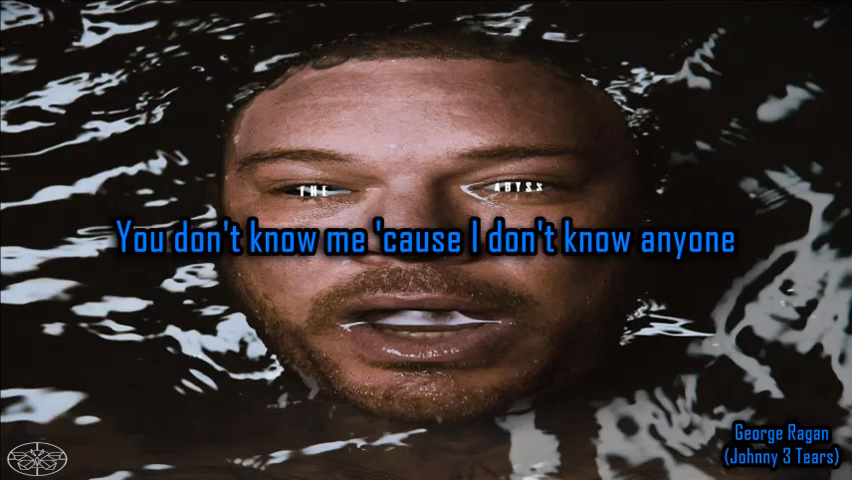 THE ABYSS
You don't know me 'cause I don't know anyone
George Ragan
(Johnny 3 Tears)